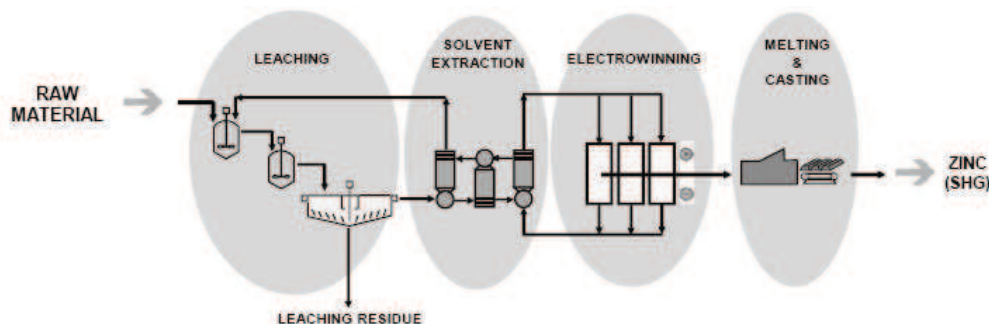 RAW
MATERIAL
LEACHING
SOLVENT
EXTRACTION
ELECTROWINNING
MELTING
&
CASTING
ZINC
(SHG)
LEACHING RESIDUE